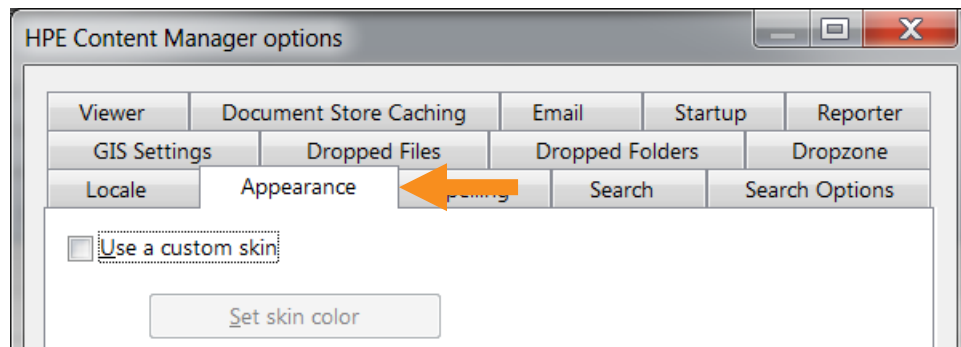 HPE Content Manager options
Viewer Document Store Caching Email Startup Reporter
GIS Settings Dropped Files Dropped Folders Dropzone
Locale Appearance Search Search Options
Use a custom skin
Set skin color